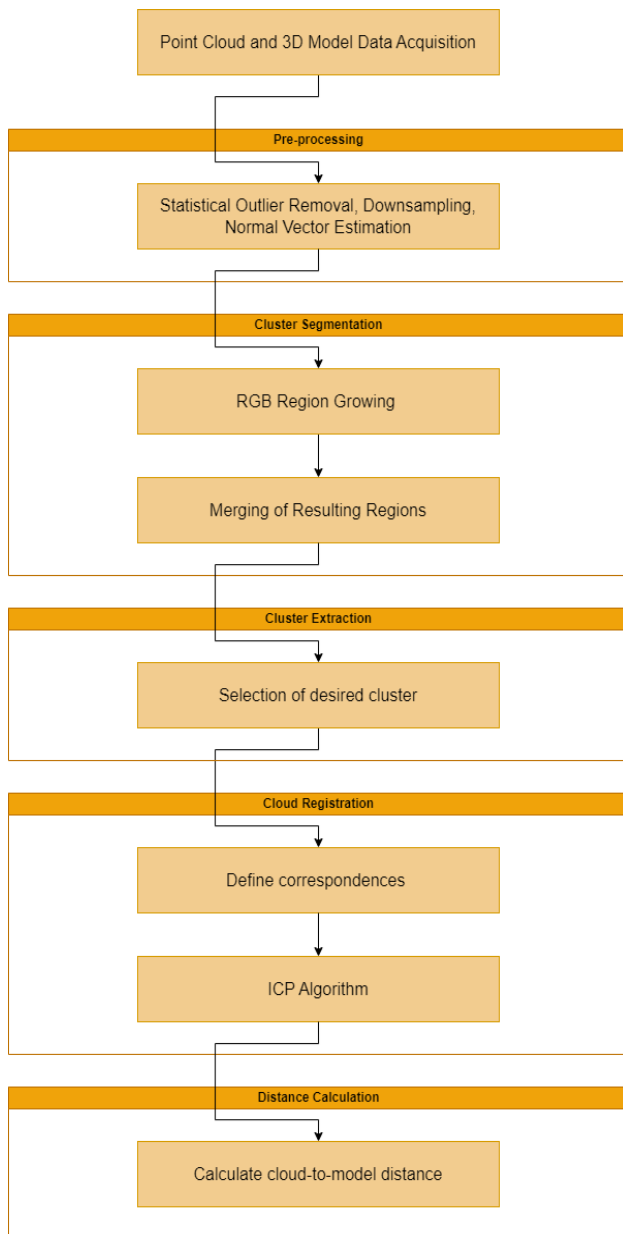 Point Cloud and 3D Model Data Acquisition
Pre-processing
Statistical Outlier Removal, Downsampling,
Normal Vector Estimation
Cluster Segmentation
RGB Region Growing
Merging of Resulting Regions
Cluster Extraction
Selection of desired cluster
Cloud Registration
Define correspondences
ICP Algorithm
Distance Calculation
Calculate cloud-to-model distance